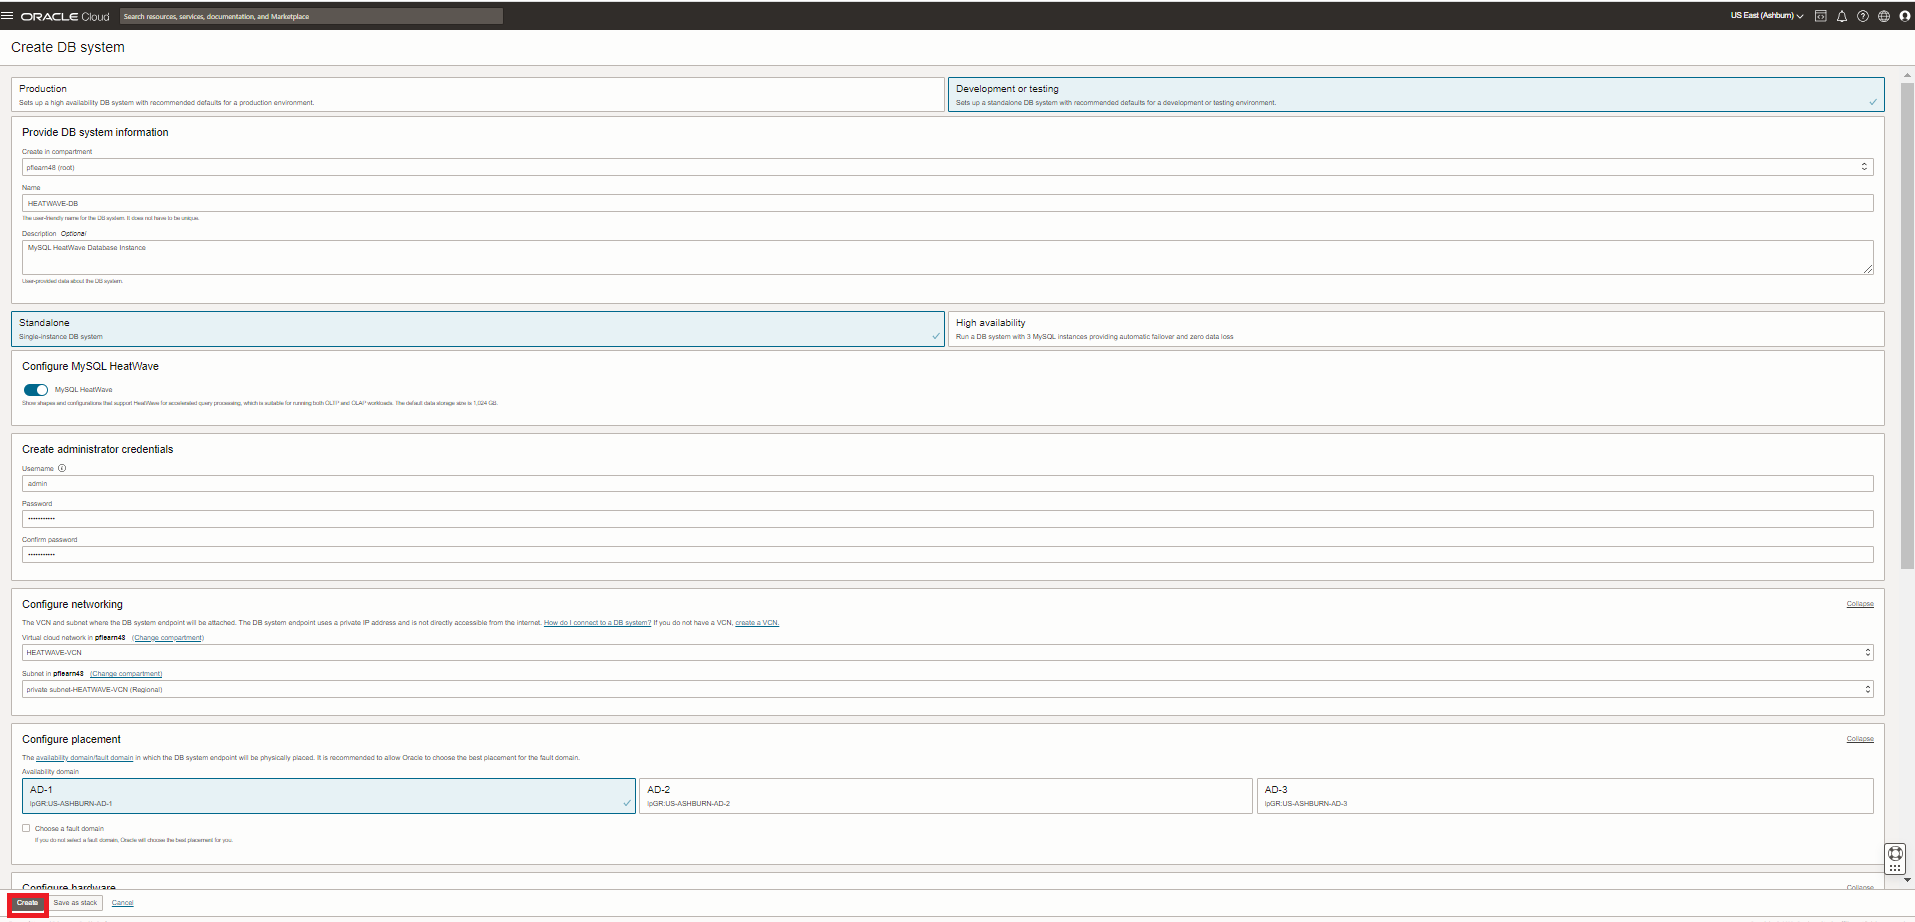 ORACLE Cloud
Search resources, services, documentation, and Marketplace
US East (Ashburn)
Create DB system
Production
Sets up a high availability DB system with recommended defaults for a production environment.
Development or testing
Sets up a standalone DB system with recommended defaults for a development or testing environment.
Provide DB system information
Create in compartment
pflearn48 (root)
Name
HEATWAVE-DB
The user-friendly name for the DB system. It does not have to be unique.
Description Optional
MySQL HeatWave Database Instance
User-provided data about the DB system.
Standalone
Single-instance DB system
High availability
Run a DB system with 3 MySQL instances providing automatic failover and zero data loss
Configure MySQL HeatWave
MySQL HeatWave
Show shapes and configurations that support HeatWave for accelerated query processing, which is suitable for running both OLTP and OLAP workloads. The default data storage size is 1,024 GB.
Create administrator credentials
Username
admin
Password
•••••••••••
Confirm password
•••••••••••
Configure networking
Collapse
The VCN and subnet where the DB system endpoint will be attached. The DB system endpoint uses a private IP address and is not directly accessible from the internet. How do I connect to a DB system? If you do not have a VCN, create a VCN.
Virtual cloud network in pflearn48 (Change compartment)
HEATWAVE-VCN
Subnet in pflearn48 (Change compartment)
private subnet-HEATWAVE-VCN (Regional)
Configure placement
Collapse
The availability domain/fault domain in which the DB system endpoint will be physically placed. It is recommended to allow Oracle to choose the best placement for the fault domain.
Availability domain
AD-1
ipGR:US-ASHBURN-AD-1
AD-2
ipGR:US-ASHBURN-AD-2
AD-3
ipGR:US-ASHBURN-AD-3
Choose a fault domain
If you do not select a fault domain, Oracle will choose the best placement for you.
Configure hardware
Collapse
Create
Save as stack
Cancel